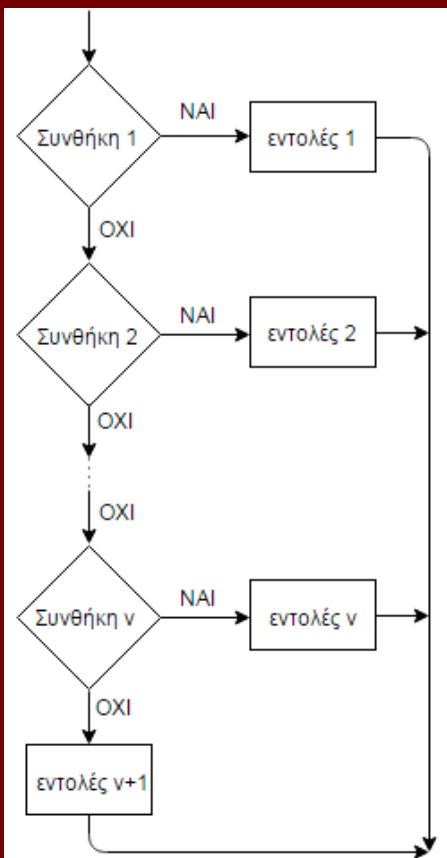 Συνθήκη 1
ΝΑΙ
εντολές 1
ΟΧΙ
Συνθήκη 2
ΝΑΙ
εντολές 2
ΟΧΙ
ΟΧΙ
Συνθήκη ν
ΝΑΙ
εντολές ν
ΟΧΙ
εντολές ν+1